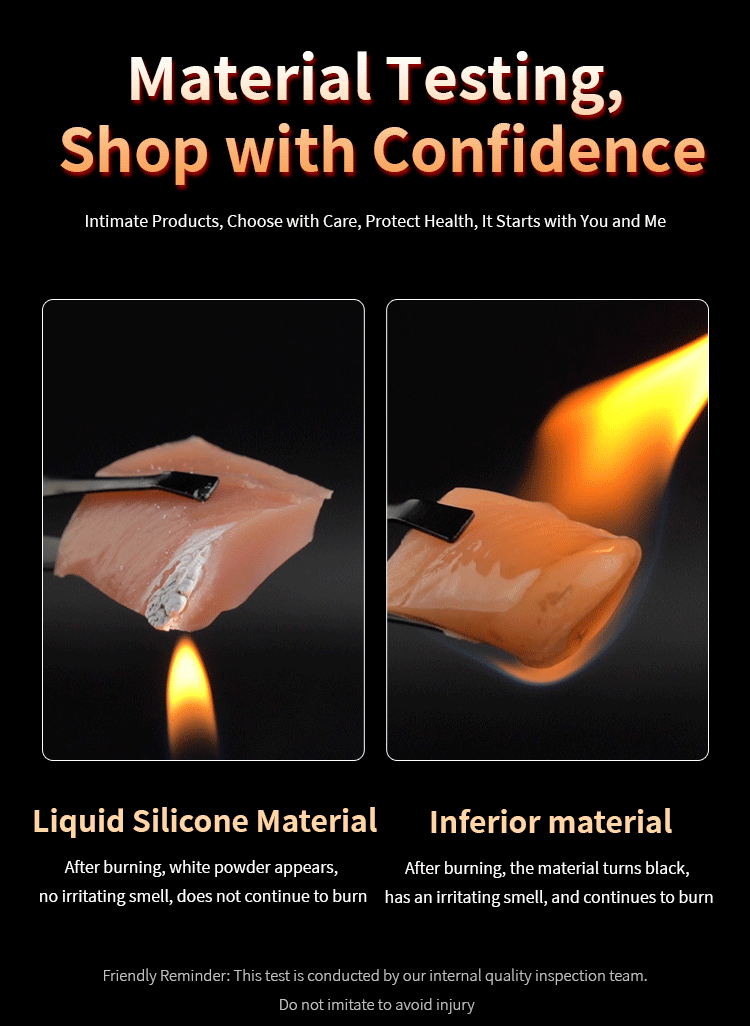 Material Testing,
Shop with Confidence
Intimate Products, Choose with Care, Protect Health, It Starts with You and Me
Liquid Silicone Material
After burning, white powder appears,
no irritating smell, does not continue to burn
Inferior material
After burning, the material turns black,
has an irritating smell, and continues to burn
Friendly Reminder: This test is conducted by our internal quality inspection team.
Do not imitate to avoid injury